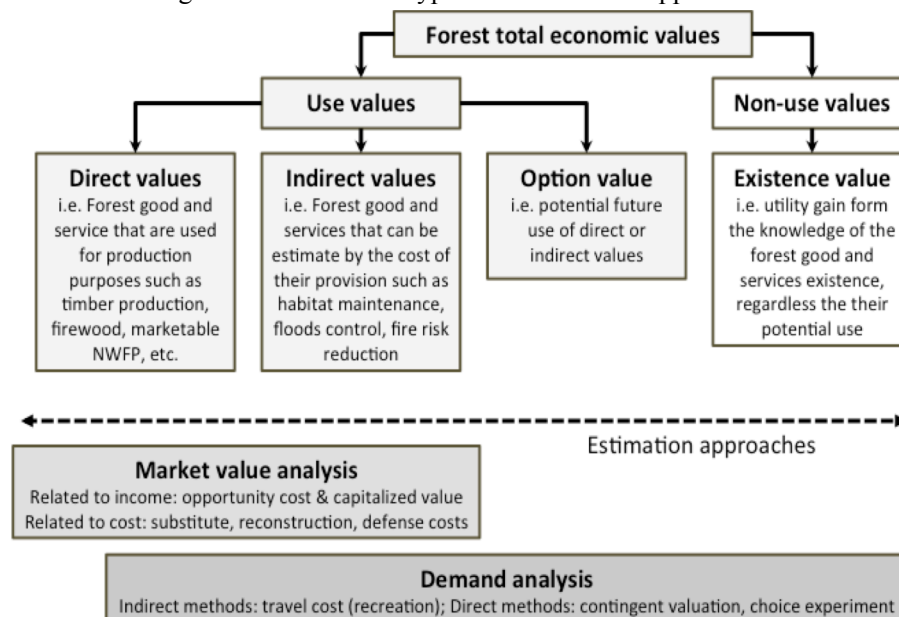 Forest total economic values
Use values
Non-use values
Direct values
i.e. Forest good and
service that are used
for production
purposes such as
timber production,
firewood, marketable
NWFP, etc.
Indirect values
i.e. Forest good and
services that can be
estimate by the cost of
their provision such as
habitat maintenance,
floods control, fire risk
reduction
Option value
i.e. potential future
use of direct or
indirect values
Existence value
i.e. utility gain form
the knowledge of the
forest good and
services existence,
regardless the their
potential use
Estimation approaches
Market value analysis
Related to income: opportunity cost & capitalized value
Related to cost: substitute, reconstruction, defense costs
Demand analysis
Indirect methods: travel cost (recreation); Direct methods: contingent valuation, choice experiment